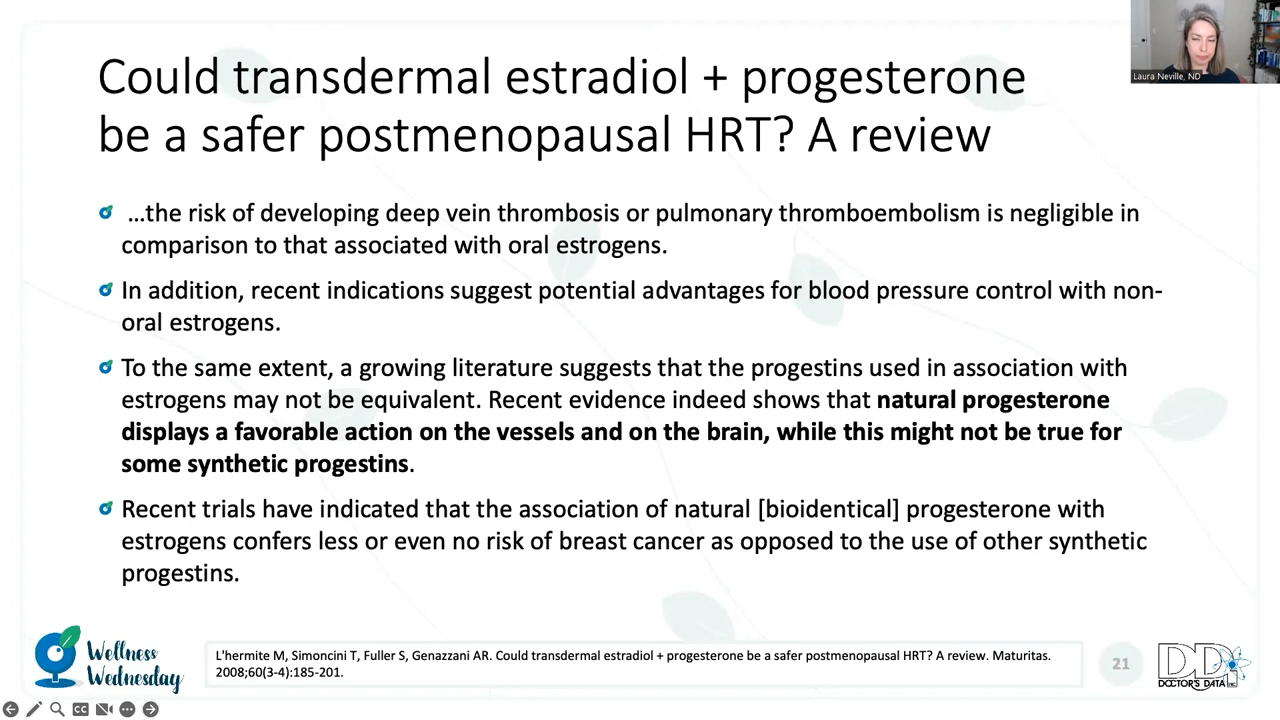 Laura Neville, ND
Could transdermal estradiol + progesterone
be a safer postmenopausal HRT? A review
…the risk of developing deep vein thrombosis or pulmonary thromboembolism is negligible in
comparison to that associated with oral estrogens.
In addition, recent indications suggest potential advantages for blood pressure control with non-
oral estrogens.
To the same extent, a growing literature suggests that the progestins used in association with
estrogens may not be equivalent. Recent evidence indeed shows that natural progesterone
displays a favorable action on the vessels and on the brain, while this might not be true for
some synthetic progestins.
Recent trials have indicated that the association of natural [bioidentical] progesterone with
estrogens confers less or even no risk of breast cancer as opposed to the use of other synthetic
progestins.
Wellness
Wednesday
L'hermite M, Simoncini T, Fuller S, Genazzani AR. Could transdermal estradiol + progesterone be a safer postmenopausal HRT? A review. Maturitas.
2008;60(3-4):185-201.
21
DDI
DOCTOR'S DATA INC
CC